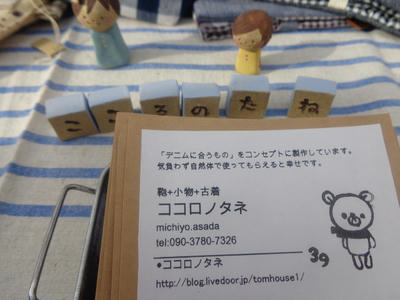 こころのたね
「デニムに合うもの」をコンセプトに製作しています。
気負わず自然体で使ってもらえると幸せです。
鞄+小物+古着
ココロノタネ
michiyo.asada
tel:090-3780-7326
●ココロノタネ
http://blog.livedoor.jp/tomhouse1/
39